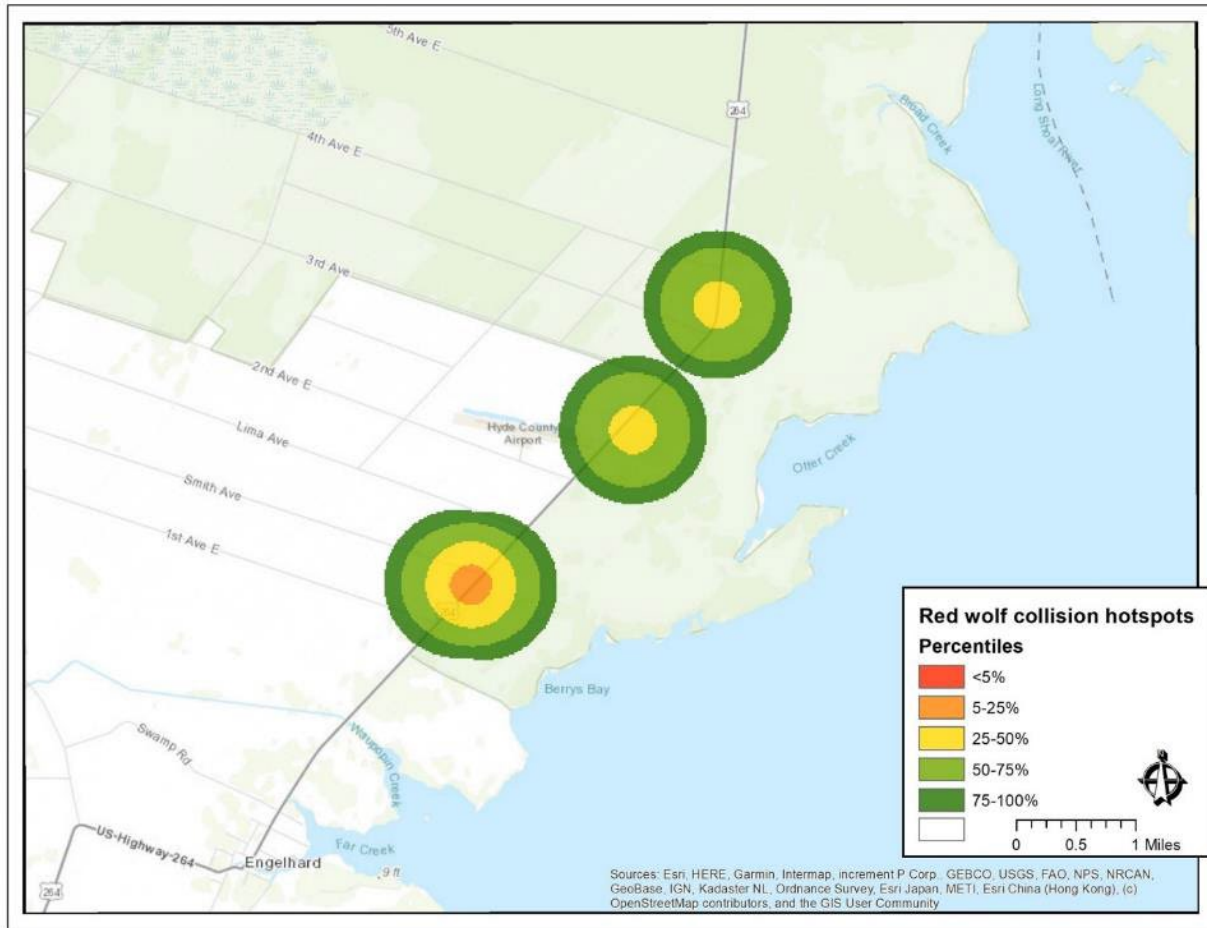 5th Ave E
264
Broad Creek
Long Shoal River
4th Ave E
3rd Ave
2nd Ave E
Hyde County
Airport
Lima Ave
Otter Creek
Smith Ave
1st Ave E
264
Berrys Bay
Swamp Rd
Waupopin Creek
US-Highway-264
Far Creek
Engelhard
9 ft
264
Red wolf collision hotspots
Percentiles
<5%
5-25%
25-50%
50-75%
75-100%
0 0.5 1 Miles
Sources: Esri, HERE, Garmin, Intermap, increment P Corp., GEBCO, USGS, FAO, NPS, NRCAN,
GeoBase, IGN, Kadaster NL, Ordnance Survey, Esri Japan, METI, Esri China (Hong Kong), (c)
OpenStreetMap contributors, and the GIS User Community